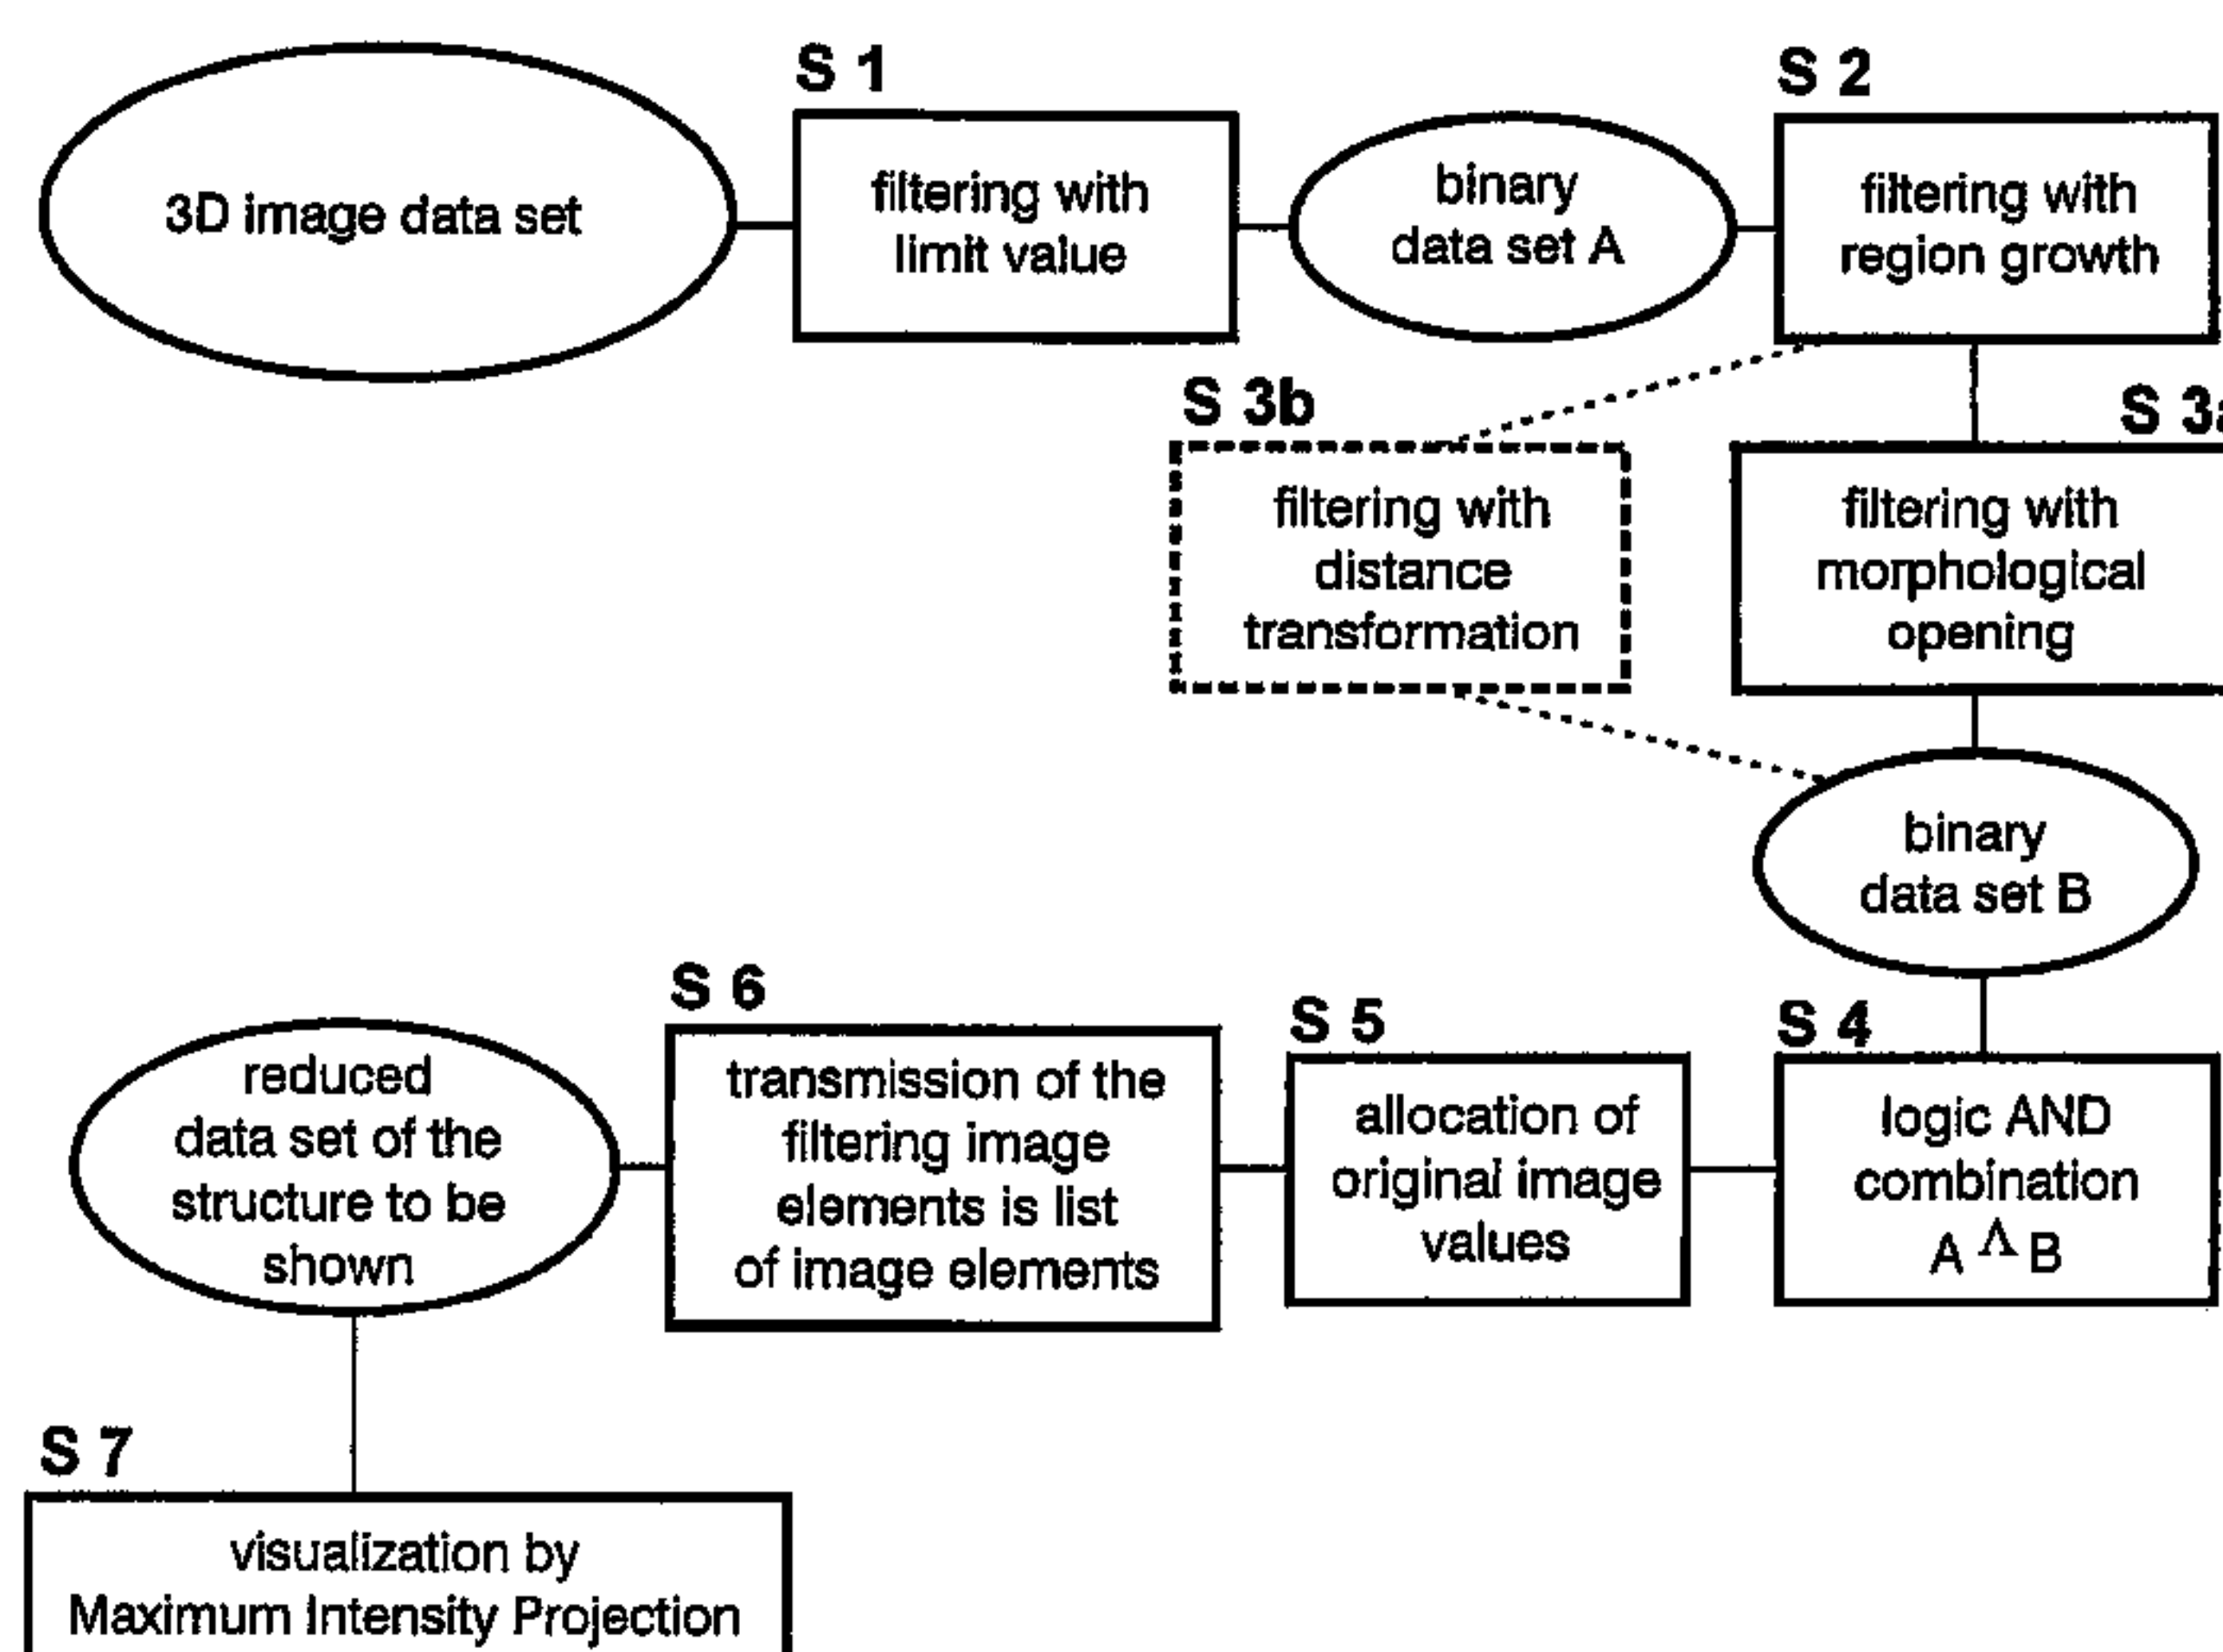 S 1
S 2
3D image data set
filtering with
limit value
binary
data set A
filtering with
region growth
S 3b
S 3a
filtering with
distance
transformation
filtering with
morphological
opening
binary
data set B
S 6
S 5
S 4
reduced
data set of the
structure to be
shown
transmission of the
filtering image
elements is list
of image elements
allocation of
original image
values
logic AND
combination
A Λ B
S 7
visualization by
Maximum Intensity Projection